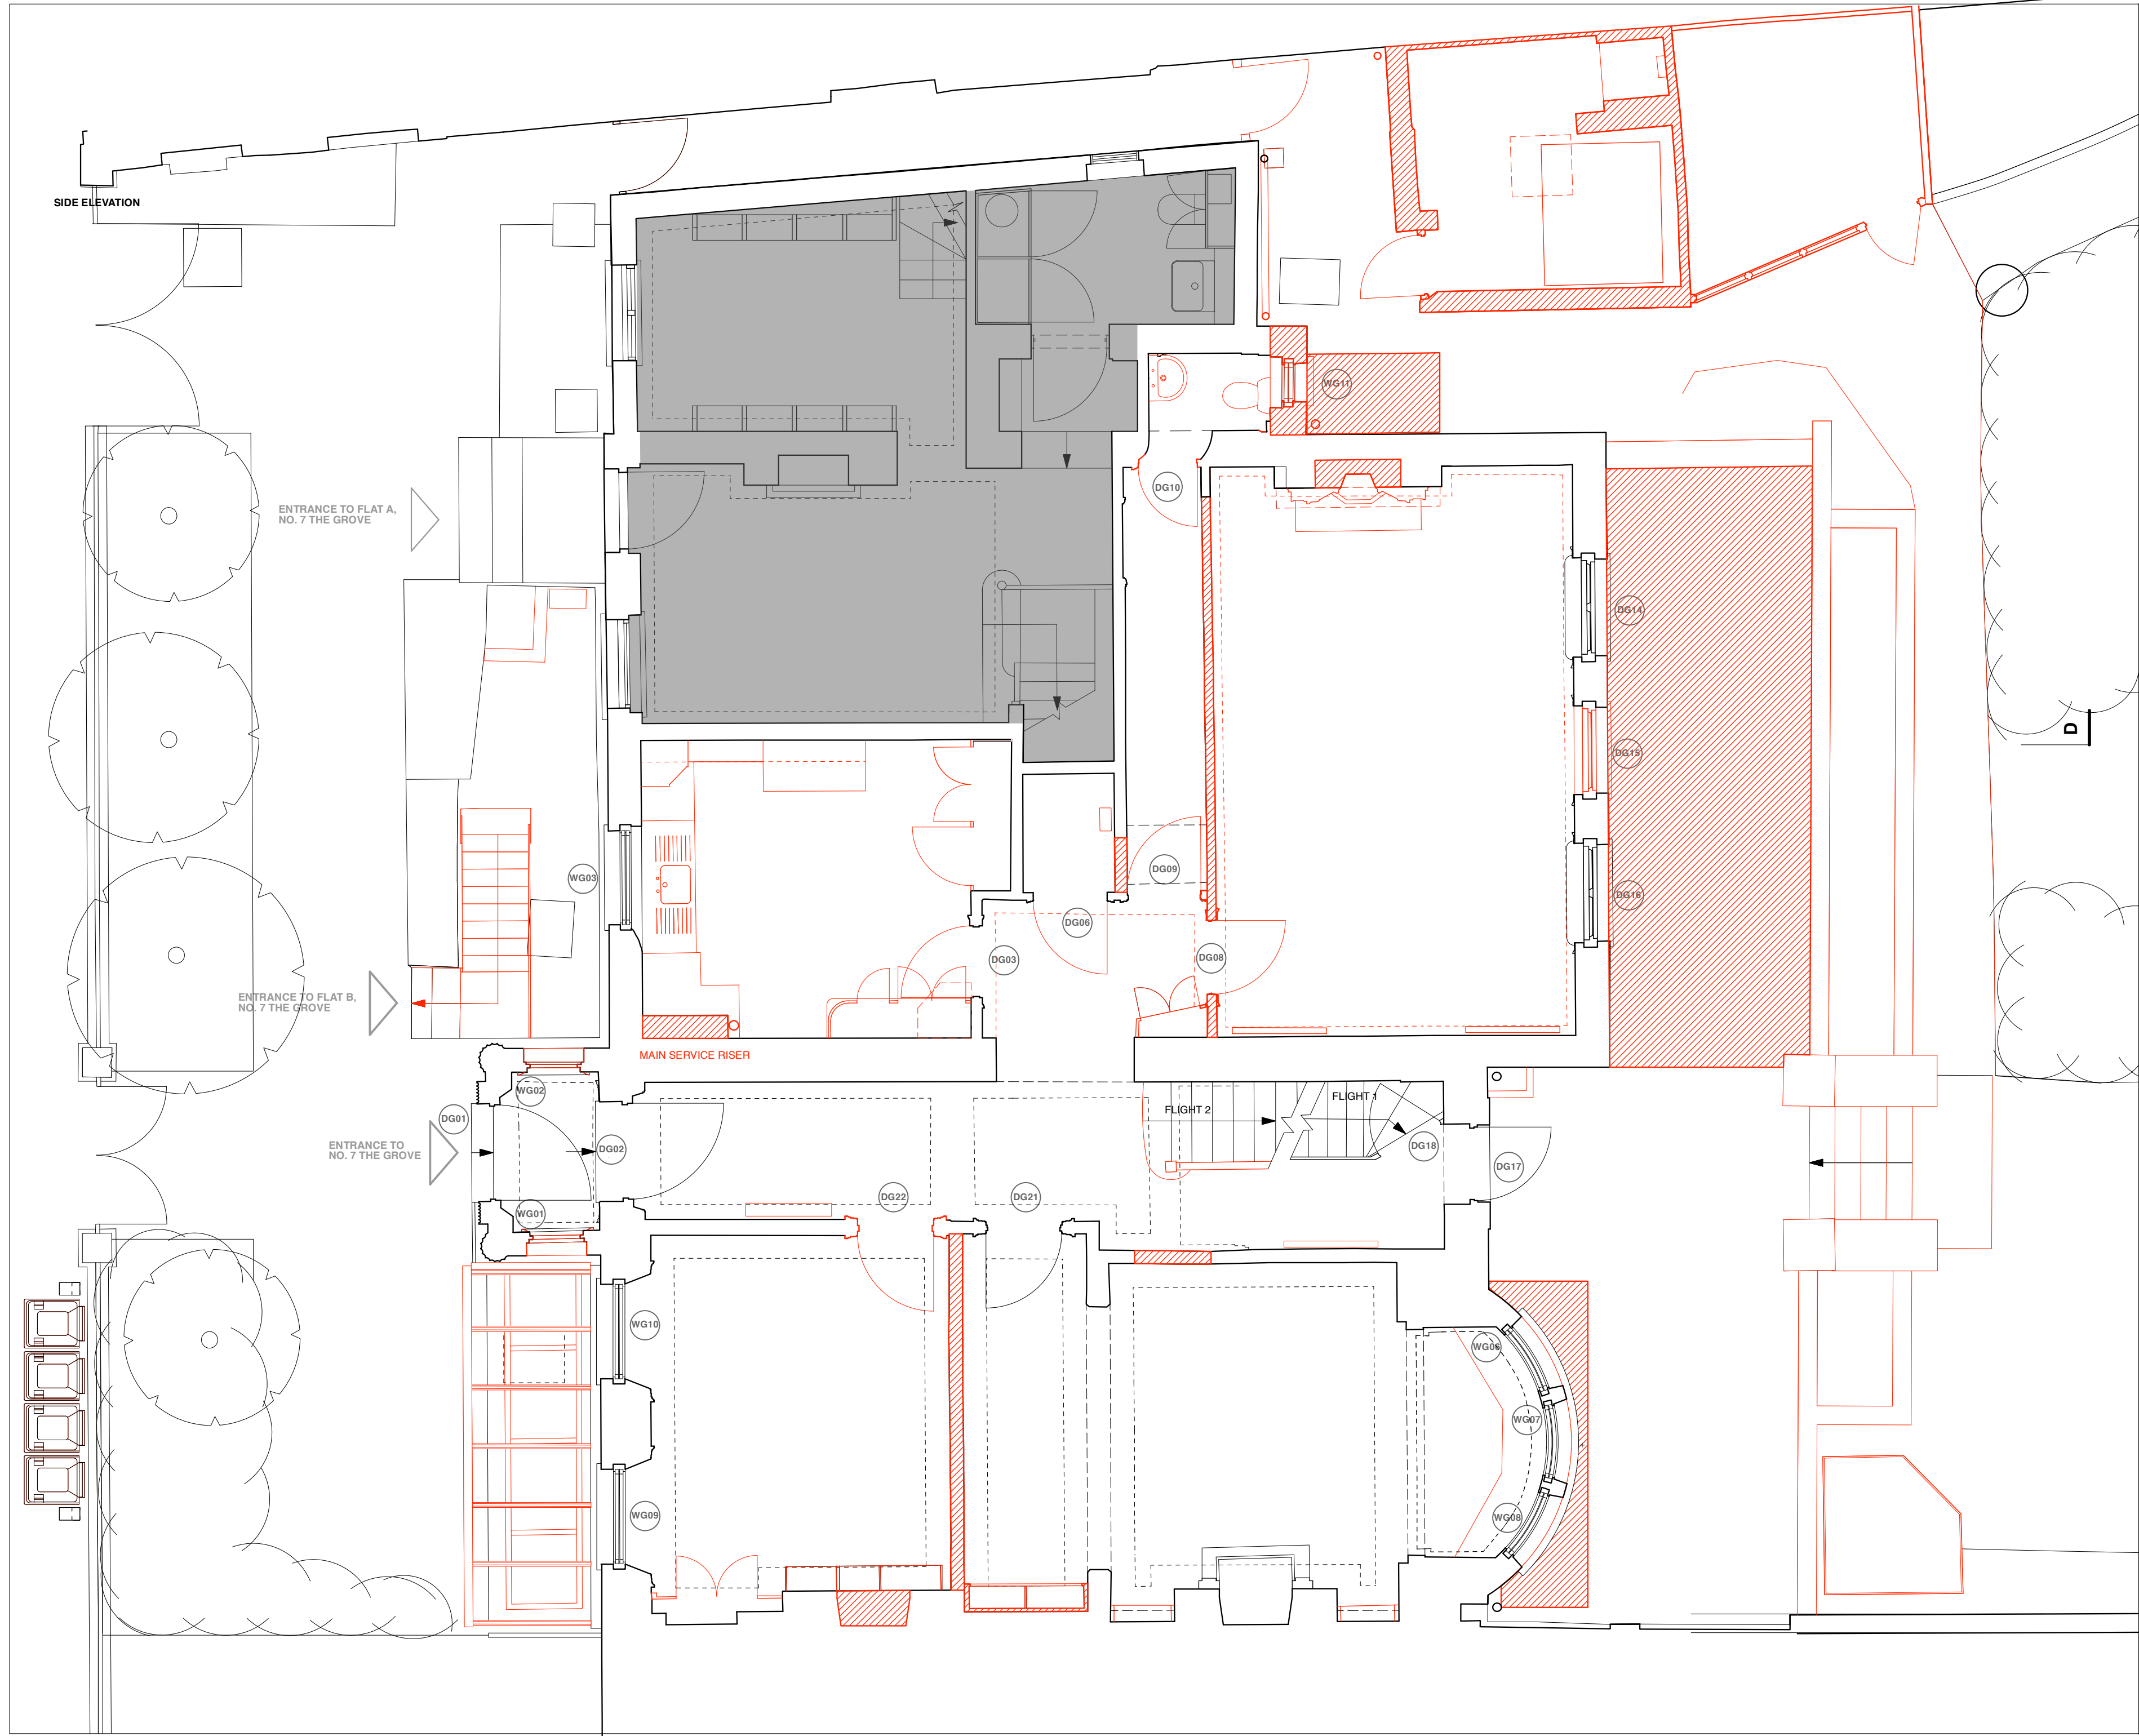 SIDE ELEVATION
WG11
ENTRANCE TO FLAT A,
NO. 7 THE GROVE
DG10
DG14
D
DG15
WG03
DG09
DG16
DG06
DG03
DG08
ENTRANCE TO FLAT B,
NO. 7 THE GROVE
MAIN SERVICE RISER
WG02
DG01
FLIGHT 2
FLIGHT 1
ENTRANCE TO
NO. 7 THE GROVE
DG02
DG18
DG17
WG01
DG22
DG21
WG10
WG06
WG07
WG09
WG08